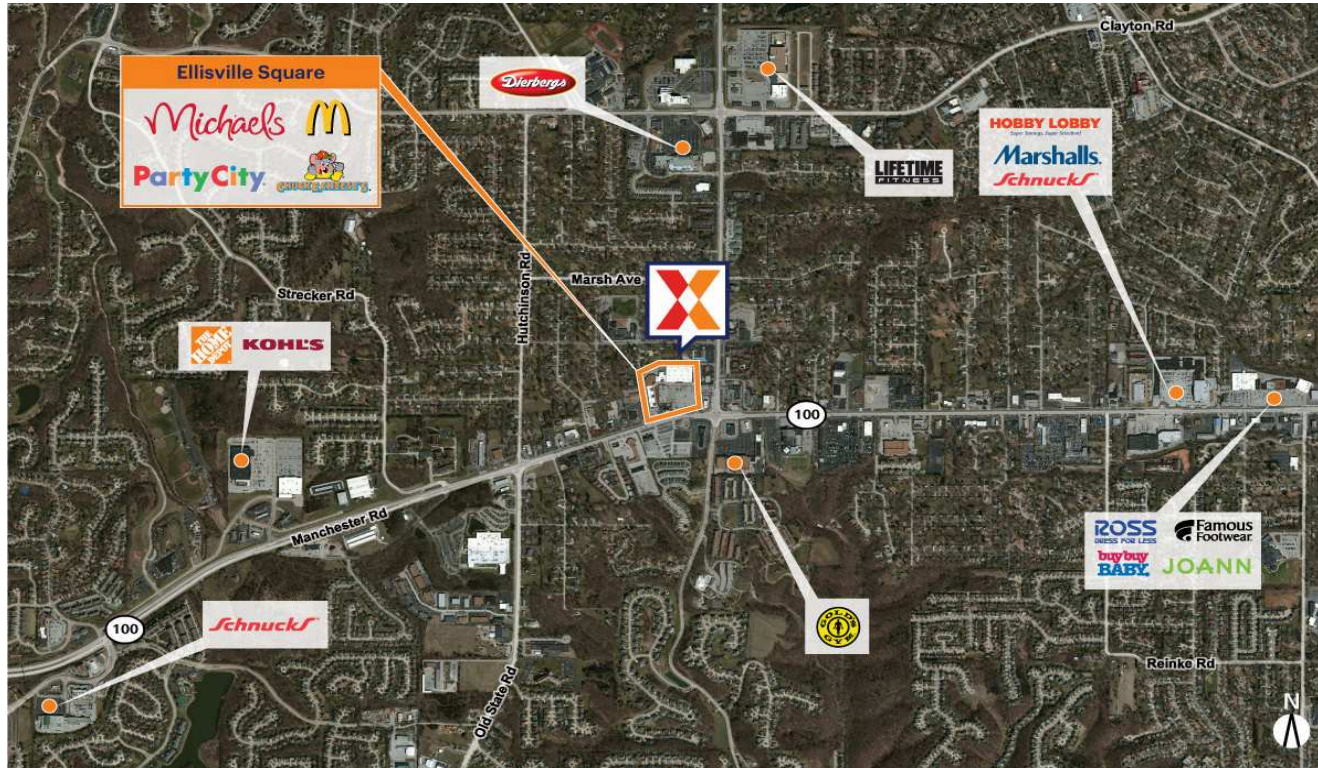 Clayton Rd
Ellisville Square
Michaels
M
Party City
CHUCK E. CHEESE'S
Dierbergs
LIFETIME
FITNESS
HOBBY LOBBY
Super Savings, Super Selection!
Marshalls
Schnucks
Hutchinson Rd
Marsh Ave
Strecker Rd
THE
HOME
DEPOT
KOHL'S
100
Manchester Rd
ROSS
DRESS FOR LESS
Famous
Footwear
buybuy
BABY
JOANN
100
Schnucks
GOLD'S
GYM
Old State Rd
Reinke Rd
N